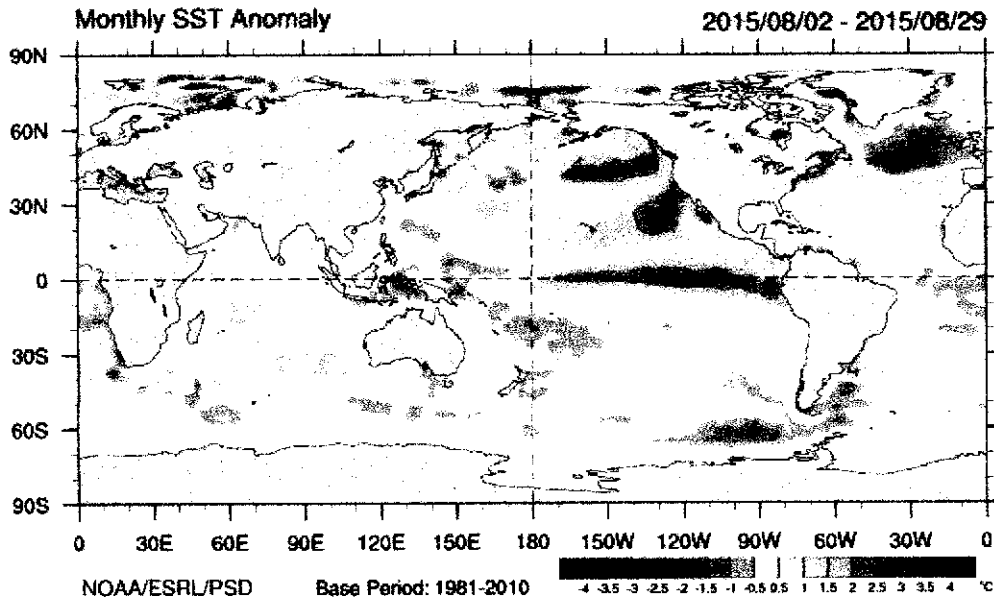 Monthly SST Anomaly 2015/08/02 - 2015/08/29
90N
60N
30N
0
30S
60S
90S
0 30E 60E 90E 120E 150E 180 150W 120W 90W 60W 30W 0
NOAA/ESRL/PSD Base Period: 1981-2010 -4 -3.5 -3 -2.5 -2 -1.5 -1 -0.5 0.5 1 1.5 2 2.5 3 3.5 4 °C